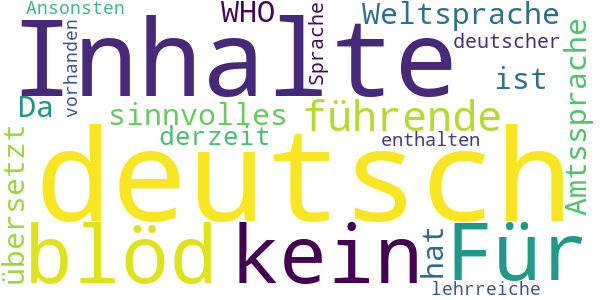 Ansonsten
WHO
Sprache
Weltsprache
Inhalte
vorhanden
deutscher
ist
Amtssprache
Da
sinnvolles
führende
derzeit
enthalten
übersetzt
deutsch
blöd
kein
hat
Für
lehrreiche